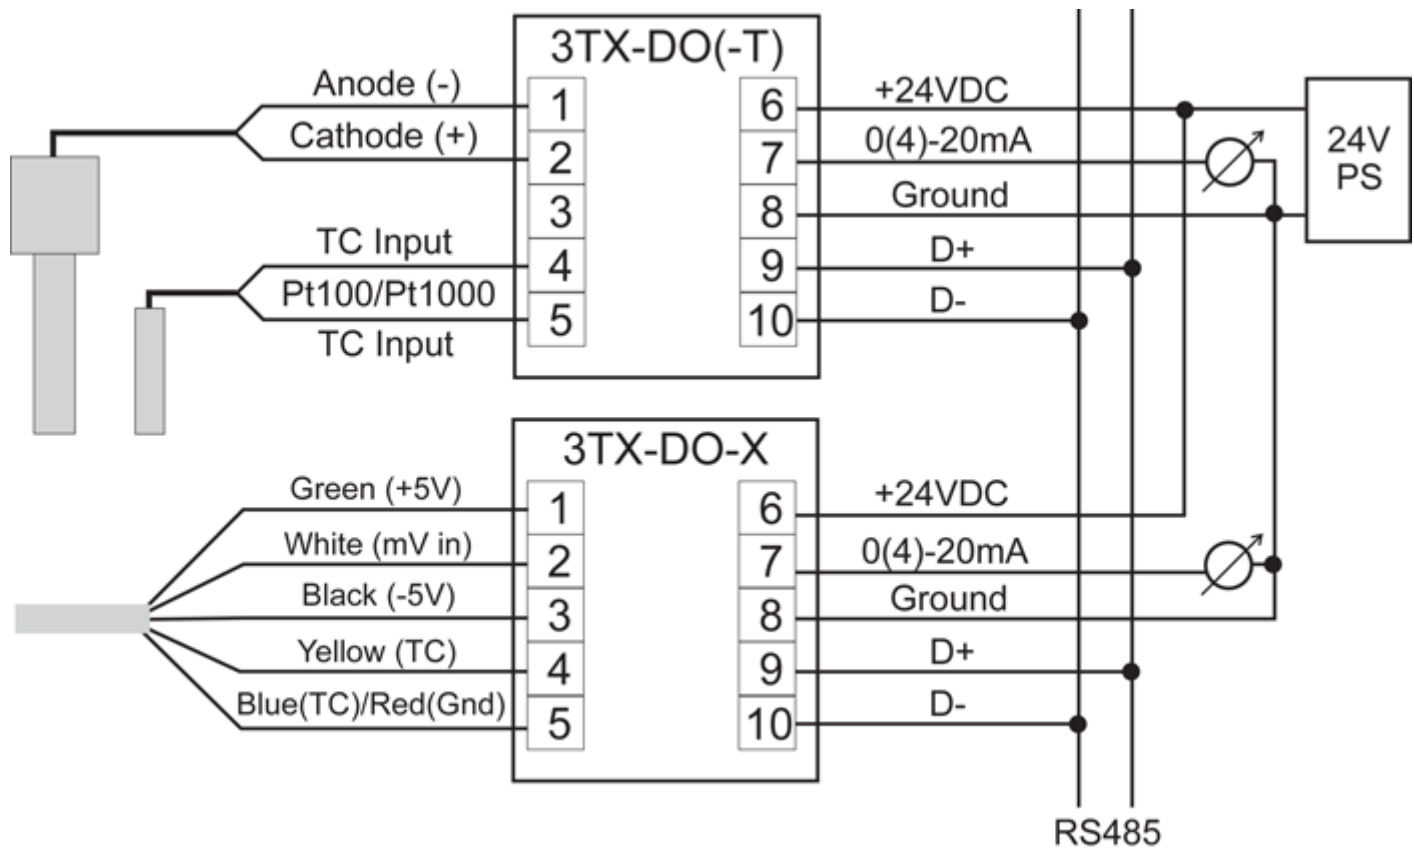 3TX-DO(-T)
Anode (-)
Cathode (+)
TC Input
Pt100/Pt1000
TC Input
1
2
3
4
5
6
7
8
9
10
+24VDC
0(4)-20mA
Ground
D+
D-
24V
PS
3TX-DO-X
Green (+5V)
White (mV in)
Black (-5V)
Yellow (TC)
Blue(TC)/Red(Gnd)
1
2
3
4
5
6
7
8
9
10
+24VDC
0(4)-20mA
Ground
D+
D-
RS485